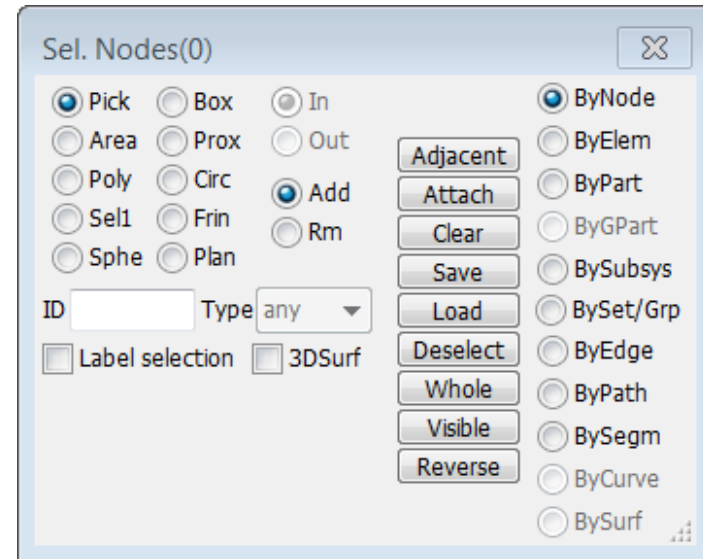 Sel. Nodes(0)
Pick Box In
Area Prox Out
Poly Circ Add
Sel1 Frin Rm
Sphe Plan
ID Type any
Label selection 3DSurf
Adjacent
Attach
Clear
Save
Load
Deselect
Whole
Visible
Reverse
ByNode
ByElem
ByPart
ByGPart
BySubsys
BySet/Grp
ByEdge
ByPath
BySegm
ByCurve
BySurf